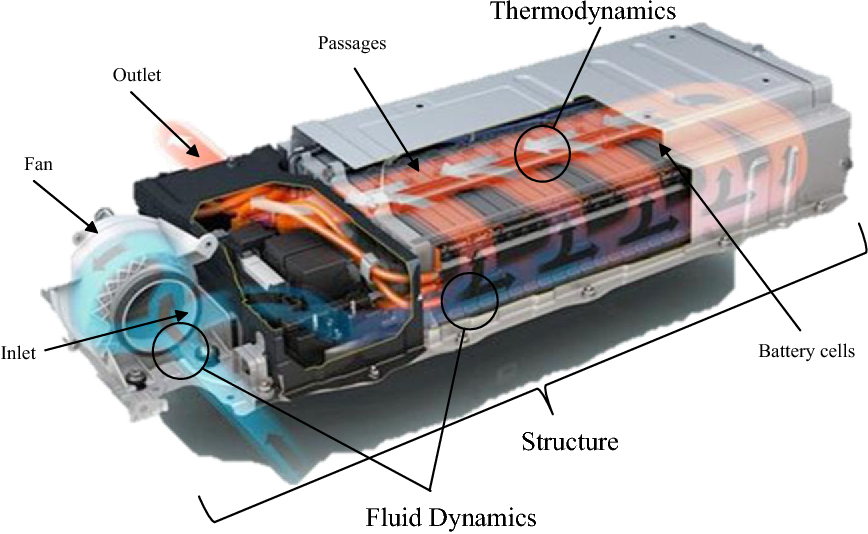 Thermodynamics
Passages
Outlet
Fan
Inlet
Battery cells
Structure
Fluid Dynamics